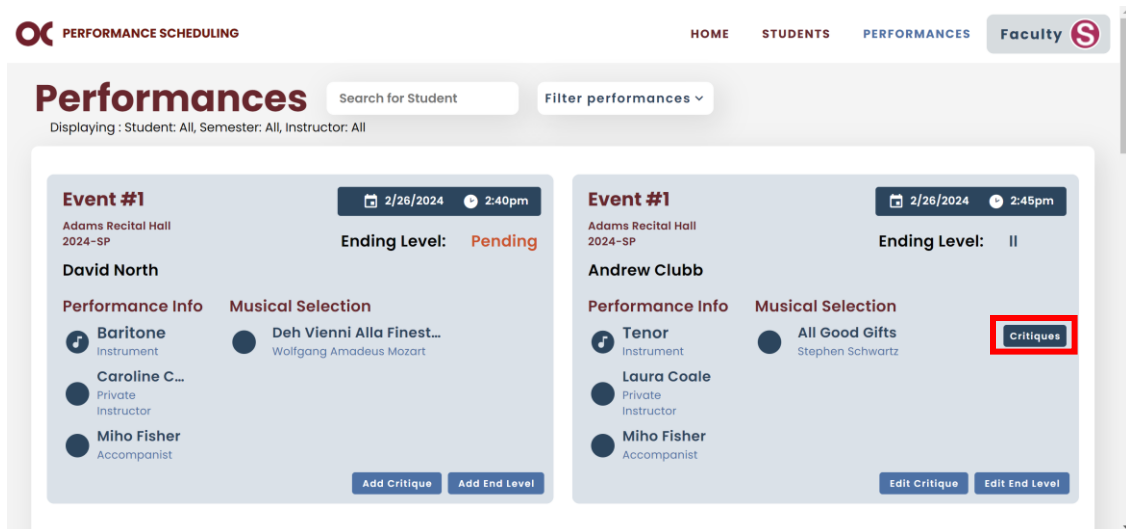 OC PERFORMANCE SCHEDULING
HOME STUDENTS PERFORMANCES Faculty S
Performances
Search for Student
Filter performances
Displaying : Student: All, Semester: All, Instructor: All
Event #1
2/26/2024 2:40pm
Adams Recital Hall
2024-SP
Ending Level: Pending
David North
Performance Info
Musical Selection
Baritone
Instrument
Deh Vienni Alla Finest...
Wolfgang Amadeus Mozart
Caroline C...
Private
Instructor
Miho Fisher
Accompanist
Add Critique
Add End Level
Event #1
2/26/2024 2:45pm
Adams Recital Hall
2024-SP
Ending Level: II
Andrew Clubb
Performance Info
Musical Selection
Tenor
Instrument
All Good Gifts
Stephen Schwartz
Critiques
Laura Coale
Private
Instructor
Miho Fisher
Accompanist
Edit Critique
Edit End Level